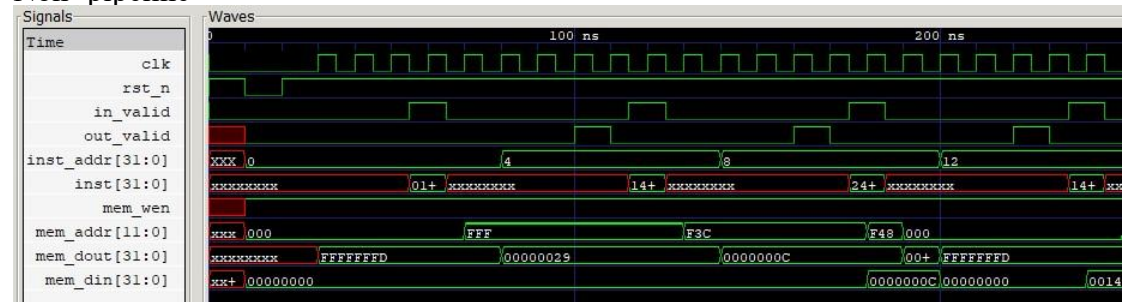 Signals Waves
Time 100 ns 200 ns
clk
rst_n
in_valid
out_valid
inst_addr[31:0] xxx 0 4 8 12
inst[31:0] xxxxxxxx 01+ xxxxxxxx 14+ xxxxxxxx 24+ xxxxxxxx 14+ xx
mem_wen
mem_addr[11:0] xxx 000 FFF F3C F48 000
mem_dout[31:0] xxxxxxxx FFFFFFFD 00000029 0000000C 00+ FFFFFFFD
mem_din[31:0] xx+ 00000000 0000000C 00000000 0014